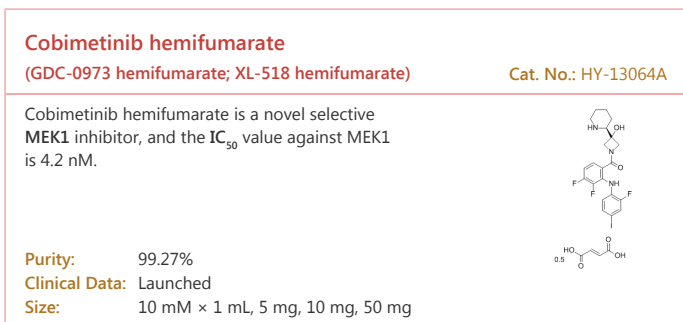 Cobimetinib hemifumarate
(GDC-0973 hemifumarate; XL-518 hemifumarate) Cat. No.: HY-13064A
Cobimetinib hemifumarate is a novel selective
MEK1 inhibitor, and the IC50 value against MEK1
is 4.2 nM.
HN
OH
N
O
F
NH
F
F
I
0.5
HO
O
O
OH
Purity: 99.27%
Clinical Data: Launched
Size: 10 mM × 1 mL, 5 mg, 10 mg, 50 mg